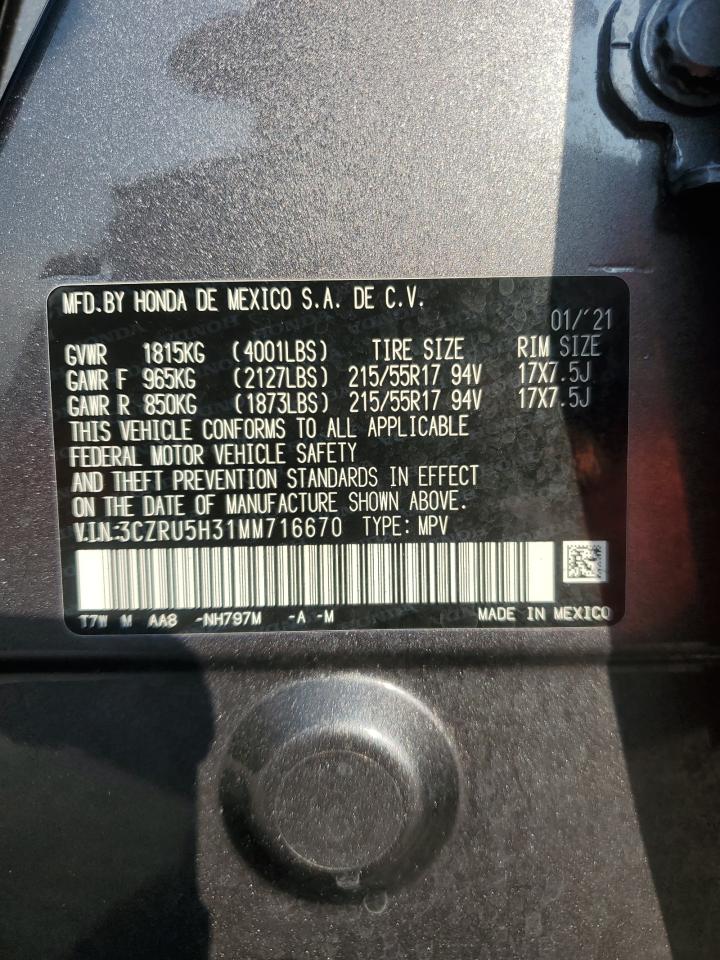 MFD.BY HONDA DE MEXICO S.A. DE C.V.
01/'21
GVWR 1815KG (4001LBS) TIRE SIZE RIM SIZE
GAWR F 965KG (2127LBS) 215/55R17 94V 17X7.5J
GAWR R 850KG (1873LBS) 215/55R17 94V 17X7.5J
THIS VEHICLE CONFORMS TO ALL APPLICABLE
FEDERAL MOTOR VEHICLE SAFETY
AND THEFT PREVENTION STANDARDS IN EFFECT
ON THE DATE OF MANUFACTURE SHOWN ABOVE.
V.I.N:3CZRU5H31MM716670 TYPE: MPV
T7W M AA8 -NH797M -A -M MADE IN MEXICO